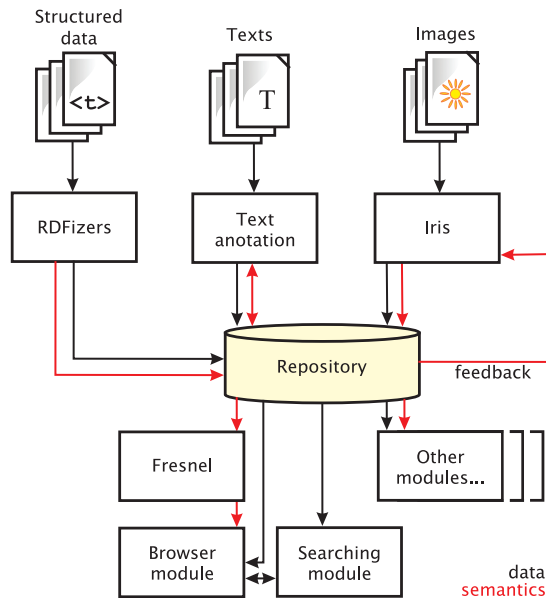 Structured
data
Texts
Images
<t>
T
RDFizers
Text
anotation
Iris
Repository
feedback
Fresnel
Other
modules...
Browser
module
Searching
module
data
semantics